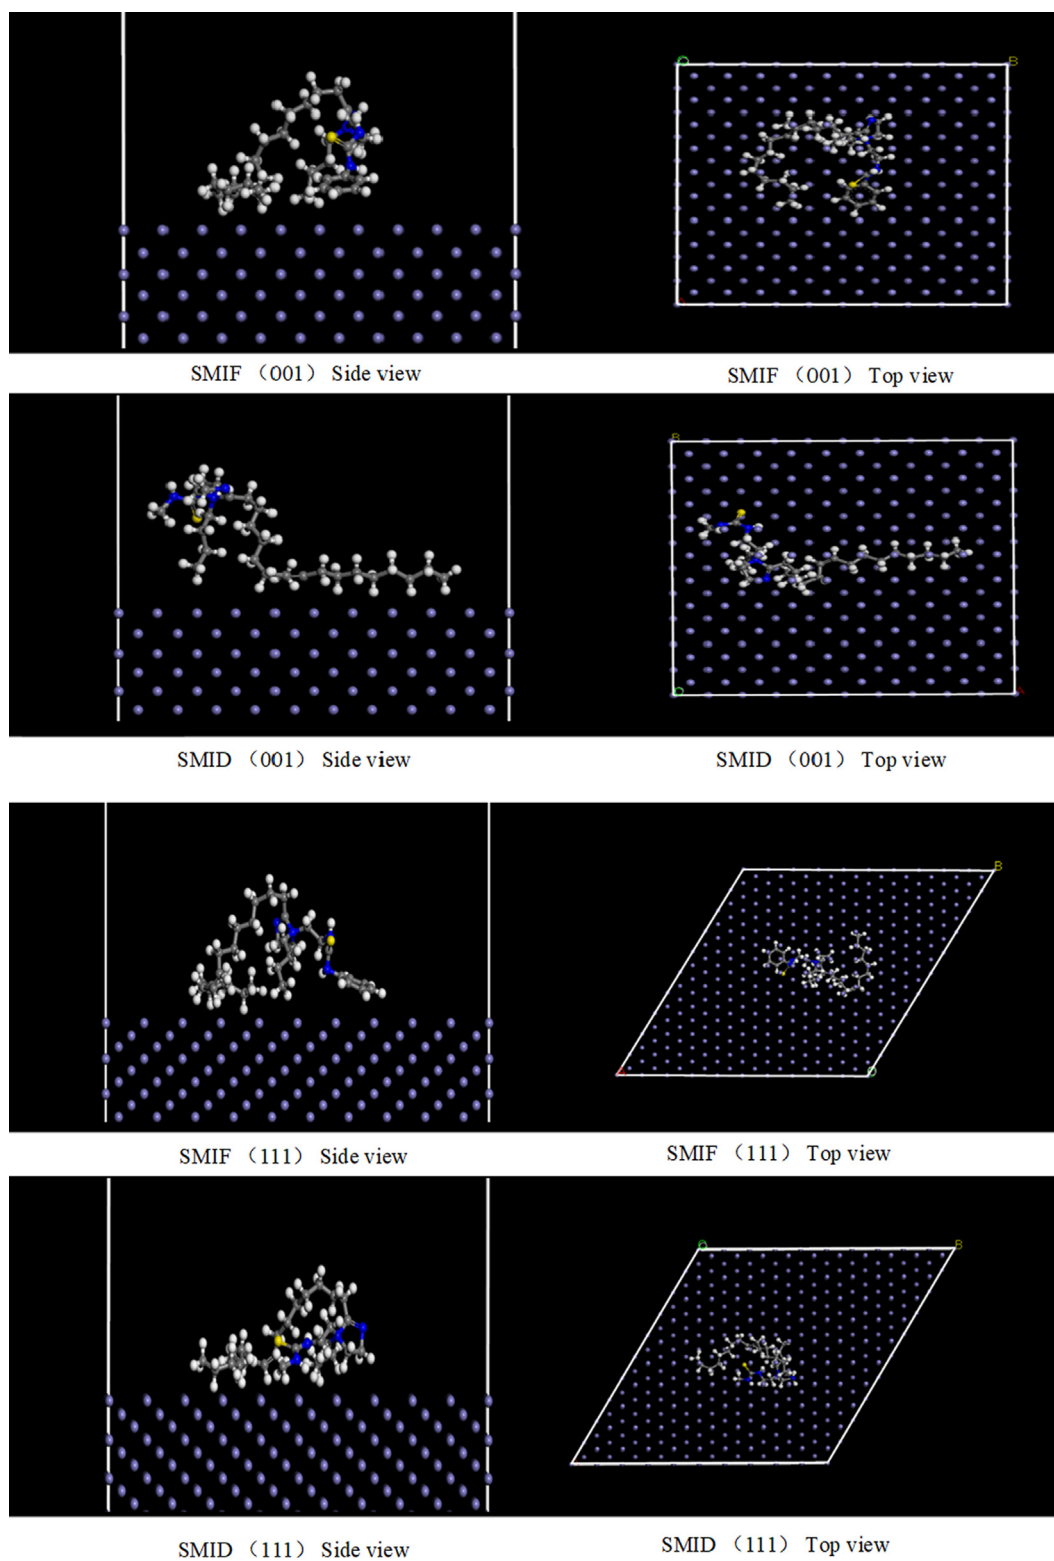 O B
A
SMIF （001） Side view SMIF （001） Top view
B
O A
SMID （001） Side view SMID （001） Top view
B
A O
SMIF （111） Side view SMIF （111） Top view
O B
SMID （111） Side view SMID （111） Top view